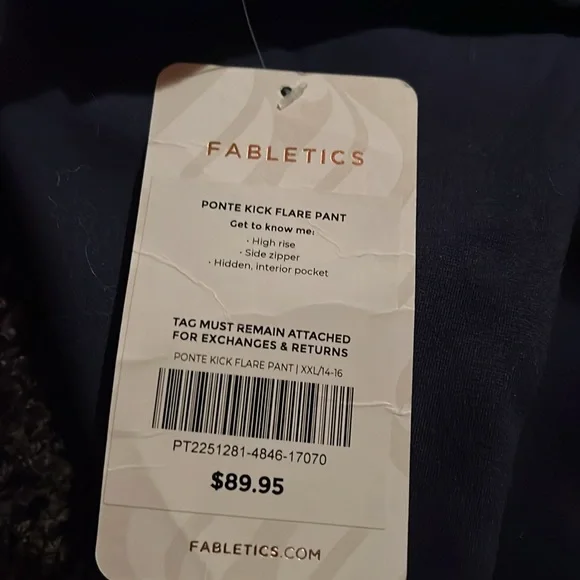 FABLETICS
PONTE KICK FLARE PANT
Get to know me:
• High rise
• Side zipper
• Hidden, interior pocket
TAG MUST REMAIN ATTACHED
FOR EXCHANGES & RETURNS
PONTE KICK FLARE PANT | XXL/14-16
PT2251281-4846-17070
$89.95
FABLETICS.COM